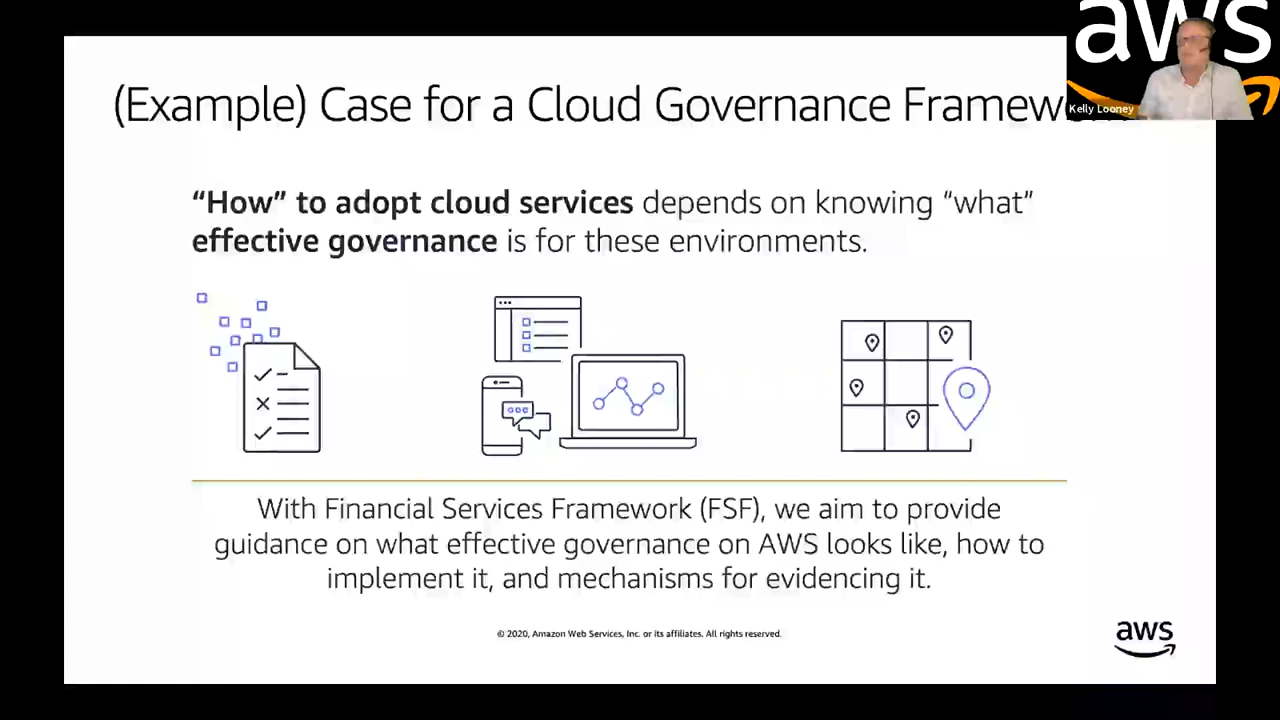 aws
Kelly Looney
(Example) Case for a Cloud Governance Framew
“How” to adopt cloud services depends on knowing “what”
effective governance is for these environments.
With Financial Services Framework (FSF), we aim to provide
guidance on what effective governance on AWS looks like, how to
implement it, and mechanisms for evidencing it.
© 2020, Amazon Web Services, Inc. or its affiliates. All rights reserved.
aws